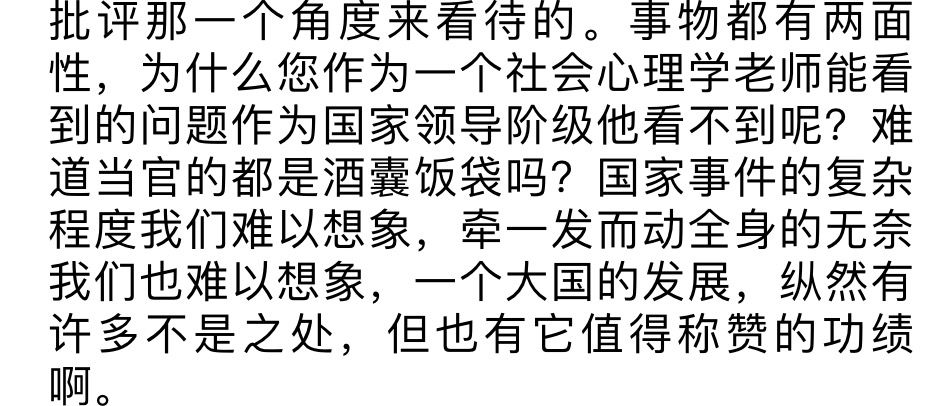 批评那一个角度来看待的。事物都有两面
性，为什么您作为一个社会心理学老师能看
到的问题作为国家领导阶级他看不到呢？难
道当官的都是酒囊饭袋吗？国家事件的复杂
程度我们难以想象，牵一发而动全身的无奈
我们也难以想象，一个大国的发展，纵然有
许多不是之处，但也有它值得称赞的功绩
啊。